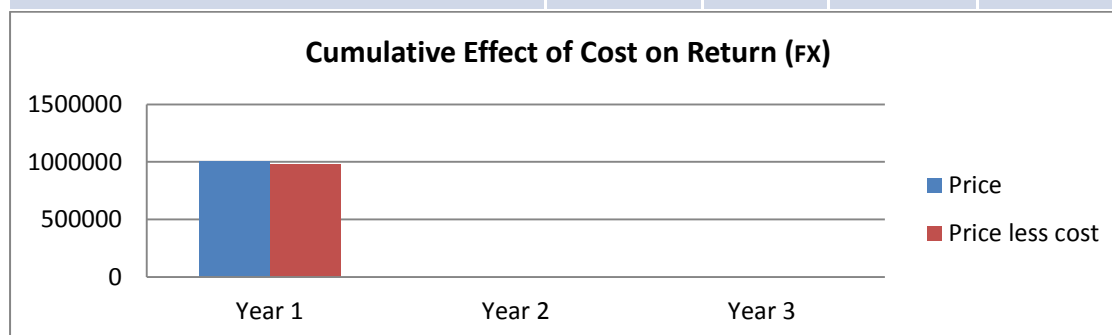 Cumulative Effect of Cost on Return (FX)
1500000
1000000
500000
0
Year 1 Year 2 Year 3
Price
Price less cost